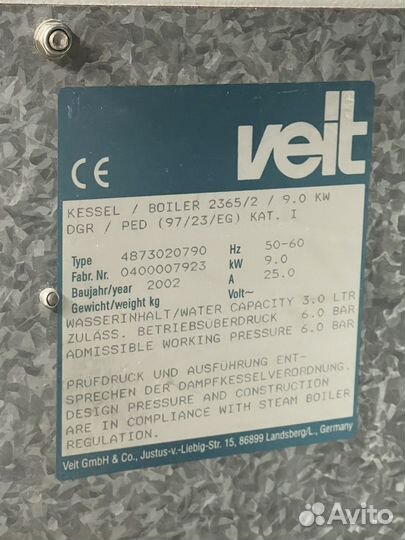 veit
CE
KESSEL / BOILER 2365/2 / 9.0 KW
DGR / PED (97/23/EG) KAT. I
Type 4873020790 Hz 50-60
Fabr. Nr. 0400007923 kW 9.0
Baujahr/year 2002 A 25.0
Gewicht/weight kg Volt~
WASSERINHALT/WATER CAPACITY 3.0 LTR
ZULÄSS. BETRIEBSÜBERDRUCK 6.0 BAR
ADMISSIBLE WORKING PRESSURE 6.0 BAR
PRÜFDRUCK UND AUSFÜHRUNG ENT-
SPRECHEN DER DAMPFKESSELVERORDNUNG.
DESIGN PRESSURE AND CONSTRUCTION
ARE IN COMPLIANCE WITH STEAM BOILER
REGULATION.
Veit GmbH & Co., Justus-v.-Liebig-Str. 15, 86899 Landsberg/L., Germany
Avito